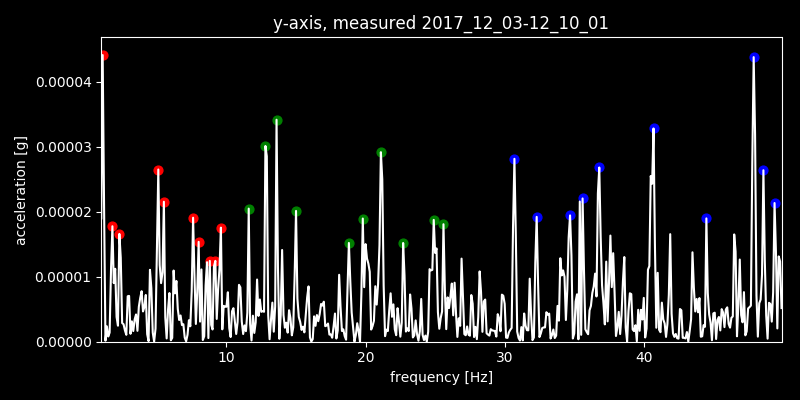 y-axis, measured 2017_12_03-12_10_01
acceleration [g]
0.00004
0.00003
0.00002
0.00001
0.00000
10 20 30 40
frequency [Hz]